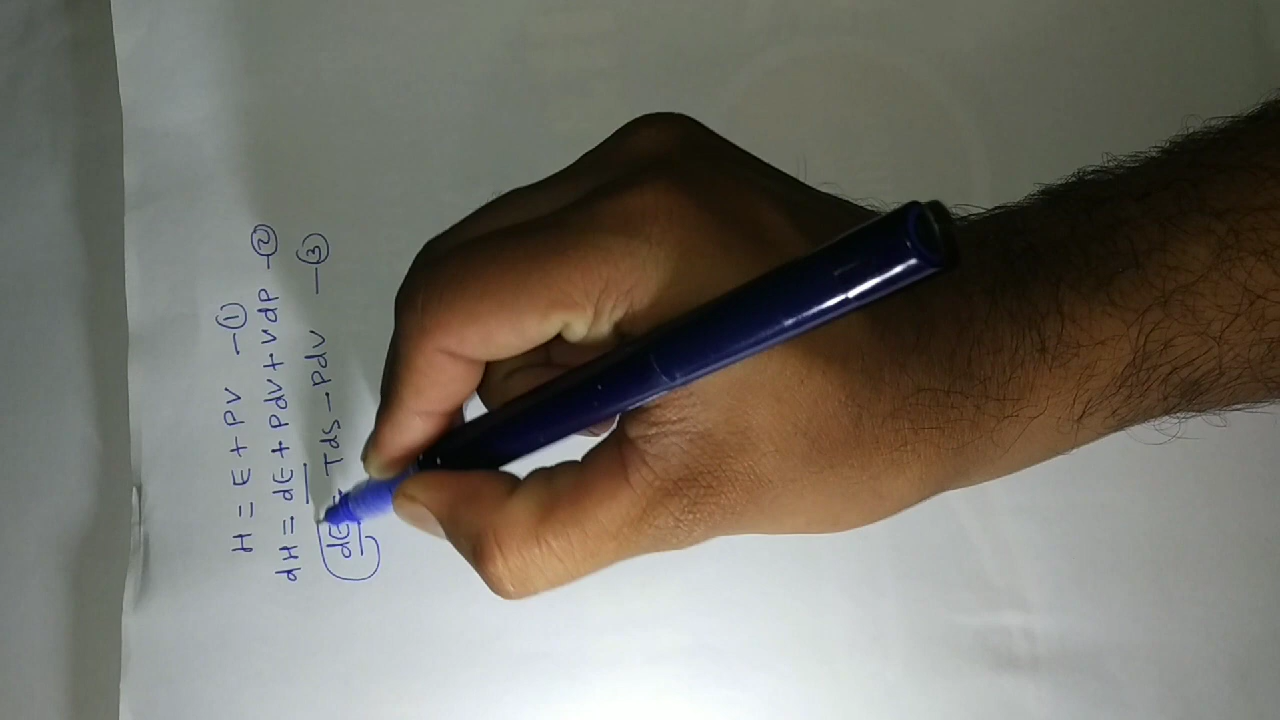 H = E + PV —①
dH = dE + PdV + VdP —②
dE = TdS – PdV —③